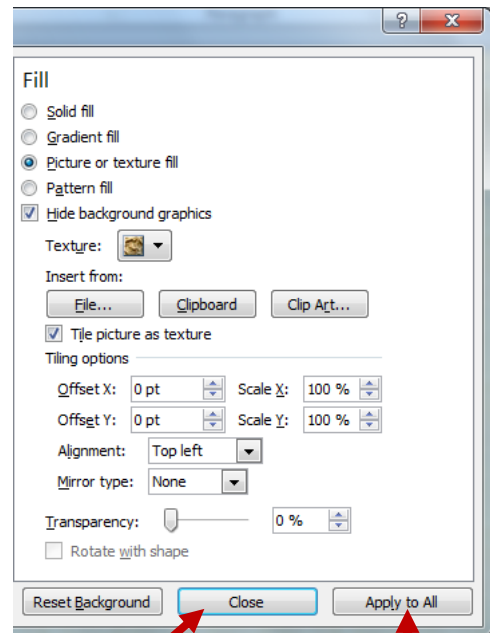 Fill
Solid fill
Gradient fill
Picture or texture fill
Pattern fill
Hide background graphics
Texture:
Insert from:
File... Clipboard Clip Art...
Tile picture as texture
Tiling options
Offset X: 0 pt Scale X: 100 %
Offset Y: 0 pt Scale Y: 100 %
Alignment: Top left
Mirror type: None
Transparency: 0 %
Rotate with shape
Reset Background Close Apply to All